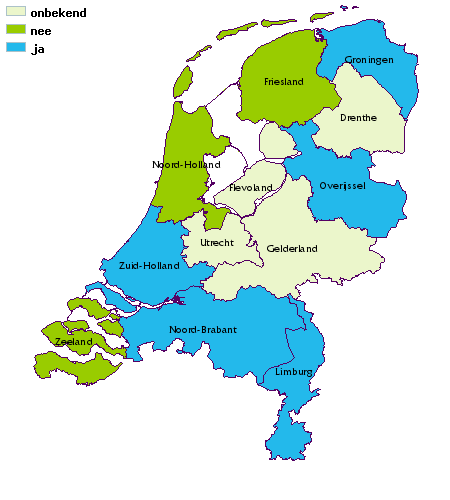 onbekend
nee
ja
Groningen
Friesland
Drenthe
Noord-Holland
Flevoland
Overijssel
Utrecht
Gelderland
Zuid-Holland
Noord-Brabant
Zeeland
Limburg